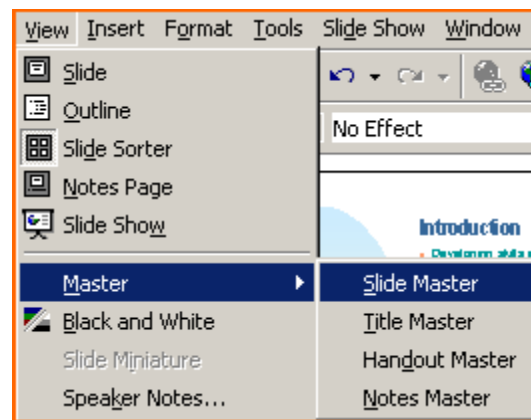 View Insert Format Tools Slide Show Window
Slide
Outline
Slide Sorter
Notes Page
Slide Show
Master
Black and White
Slide Miniature
Speaker Notes...
No Effect
Introduction
Slide Master
Title Master
Handout Master
Notes Master